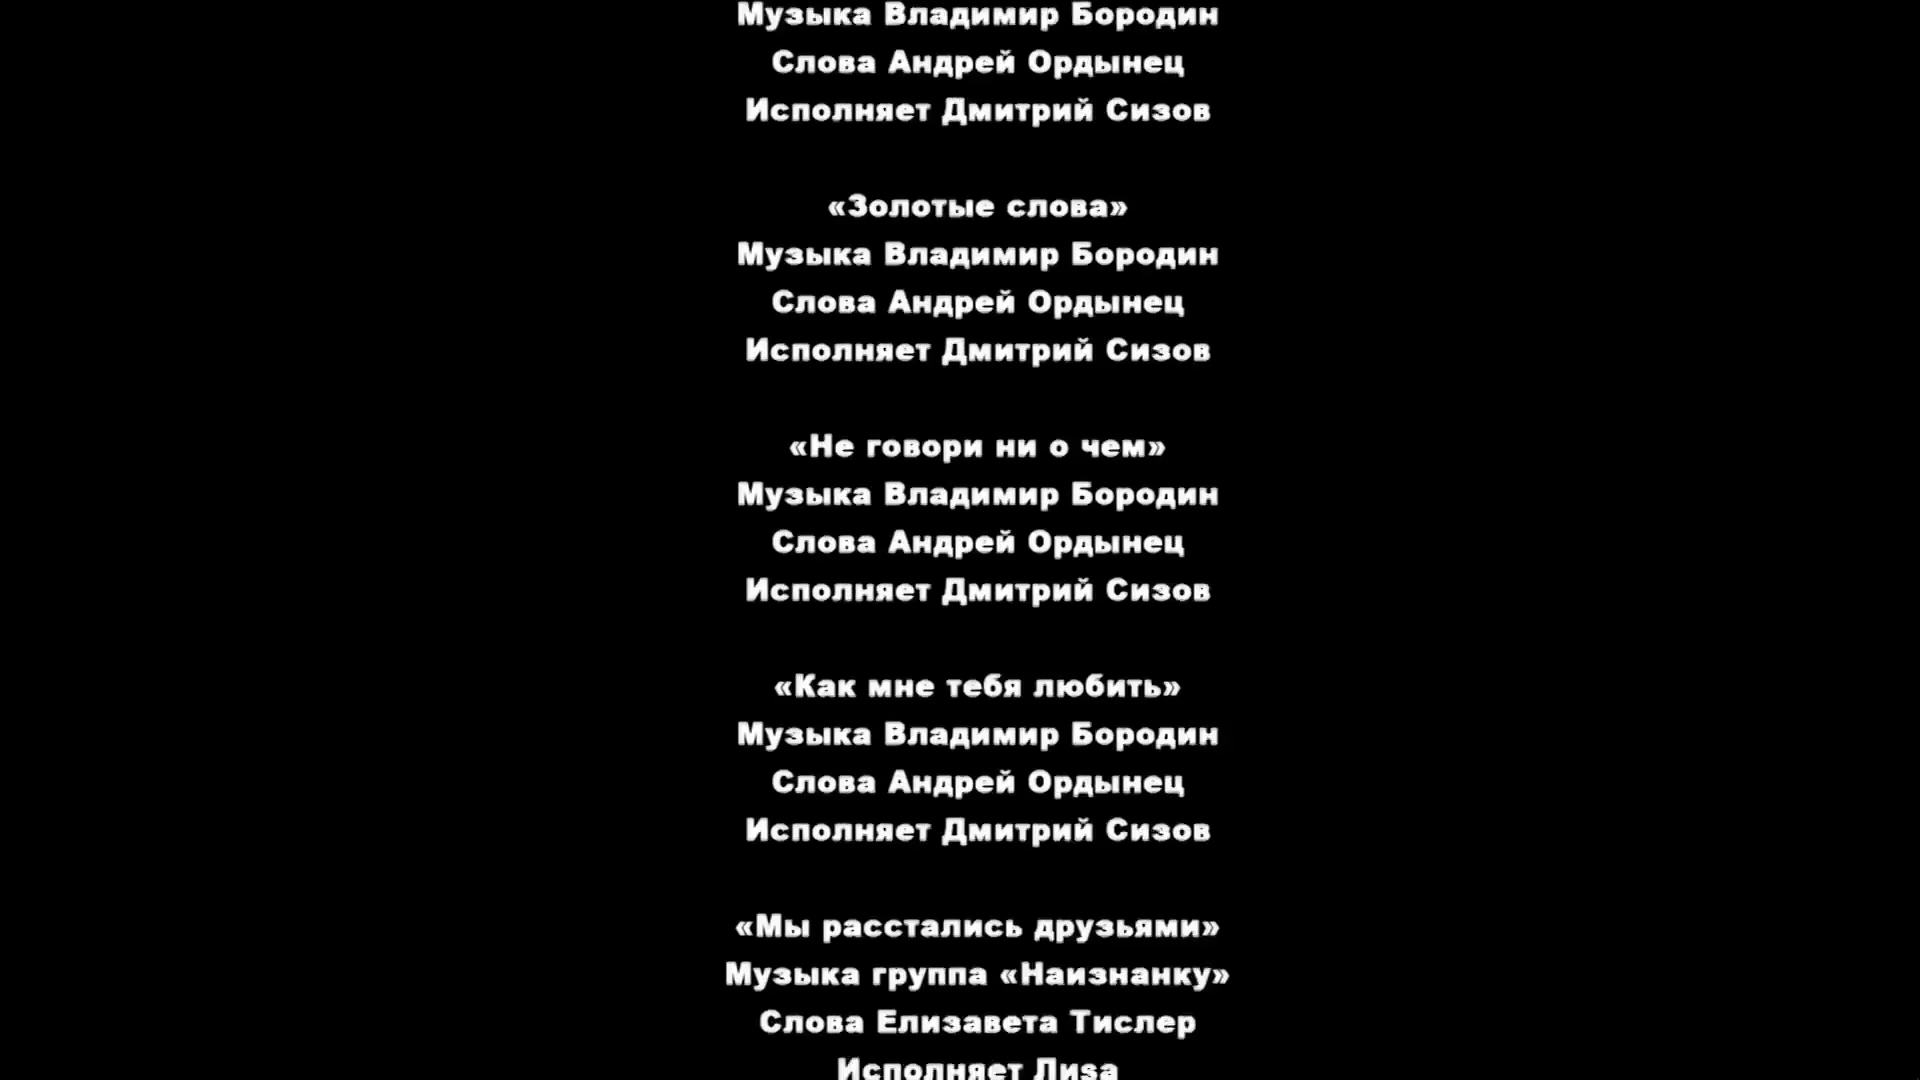 Музыка Владимир Бородин
Слова Андрей Ордынец
Исполняет Дмитрий Сизов
«Золотые слова»
Музыка Владимир Бородин
Слова Андрей Ордынец
Исполняет Дмитрий Сизов
«Не говори ни о чем»
Музыка Владимир Бородин
Слова Андрей Ордынец
Исполняет Дмитрий Сизов
«Как мне тебя любить»
Музыка Владимир Бородин
Слова Андрей Ордынец
Исполняет Дмитрий Сизов
«Мы расстались друзьями»
Музыка группа «Наизнанку»
Слова Елизавета Тислер
Исполняет Лиsа